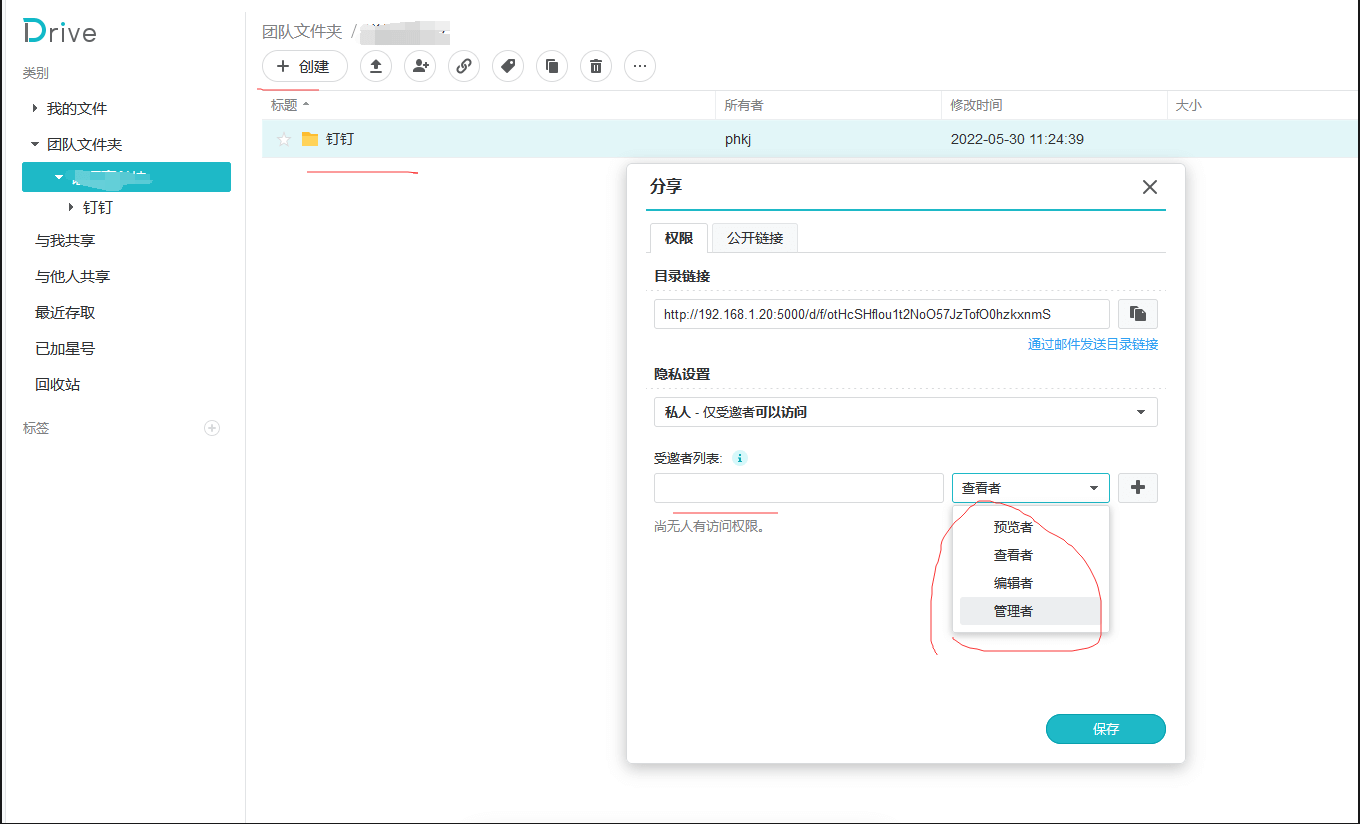 Drive
类别
我的文件
团队文件夹
钉钉
与我共享
与他人共享
最近存取
已加星号
回收站
标签
团队文件夹 /
创建
标题 所有者 修改时间 大小
钉钉 phkj 2022-05-30 11:24:39
分享
权限 公开链接
目录链接
http://192.168.1.20:5000/d/f/otHcSHflou1t2NoO57JzTofO0hzkxnmS
通过邮件发送目录链接
隐私设置
私人 - 仅受邀者可以访问
受邀者列表: i
查看者
尚无人有访问权限。
预览者
查看者
编辑者
管理者
保存